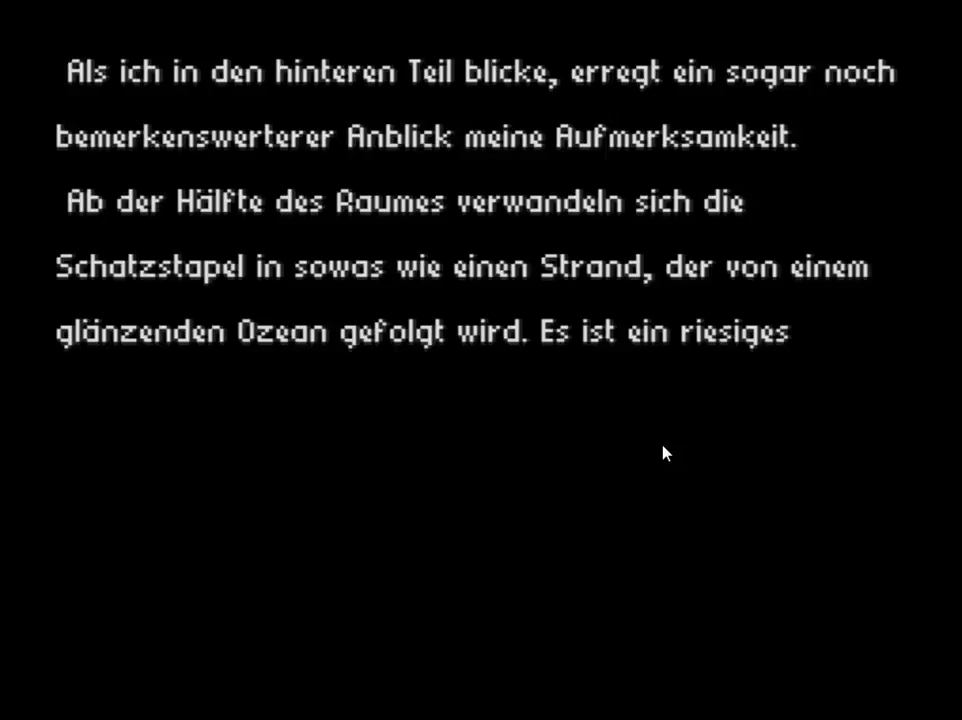 Als ich in den hinteren Teil blicke, erregt ein sogar noch
bemerkenswerterer Anblick meine Aufmerksamkeit.
Ab der Hälfte des Raumes verwandeln sich die
Schatzstapel in sowas wie einen Strand, der von einem
glänzenden Ozean gefolgt wird. Es ist ein riesiges